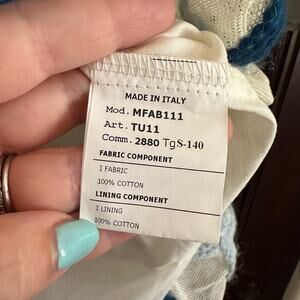 MADE IN ITALY
Mod. MFAB111
Art. TU11
Comm. 2880 TgS-140
FABRIC COMPONENT
I FABRIC
100% COTTON
LINING COMPONENT
I LINING
100% COTTON